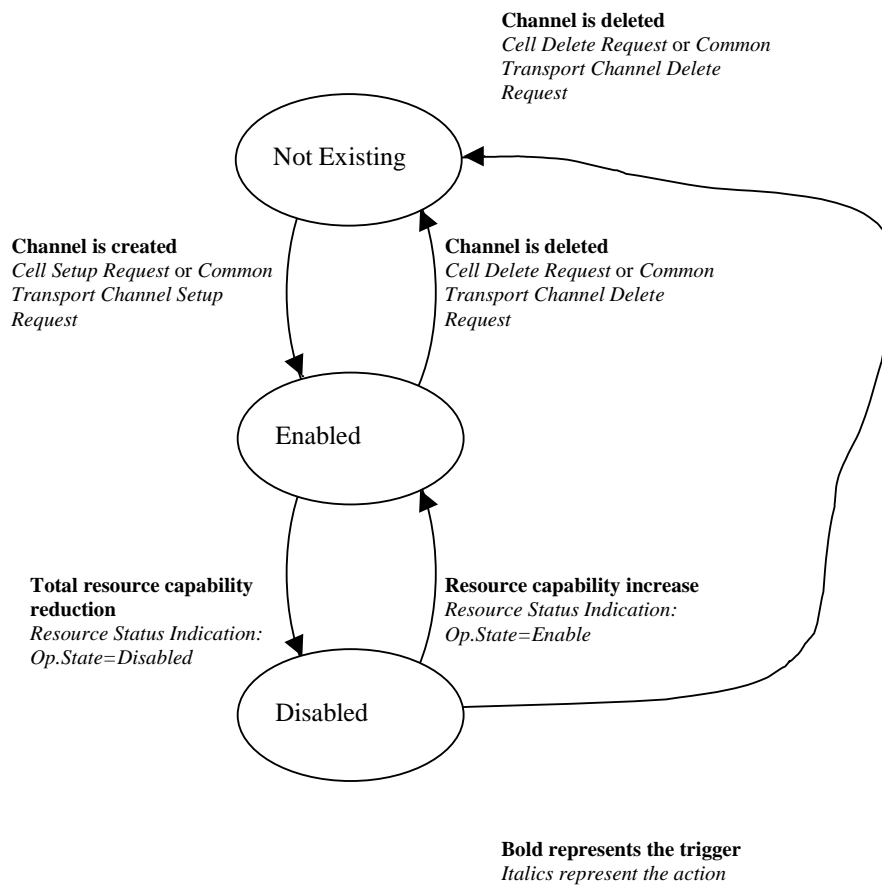 Channel is deleted
Cell Delete Request or Common
Transport Channel Delete
Request
Not Existing
Channel is created
Cell Setup Request or Common
Transport Channel Setup
Request
Channel is deleted
Cell Delete Request or Common
Transport Channel Delete
Request
Enabled
Total resource capability
reduction
Resource Status Indication:
Op.State=Disabled
Resource capability increase
Resource Status Indication:
Op.State=Enable
Disabled
Bold represents the trigger
Italics represent the action